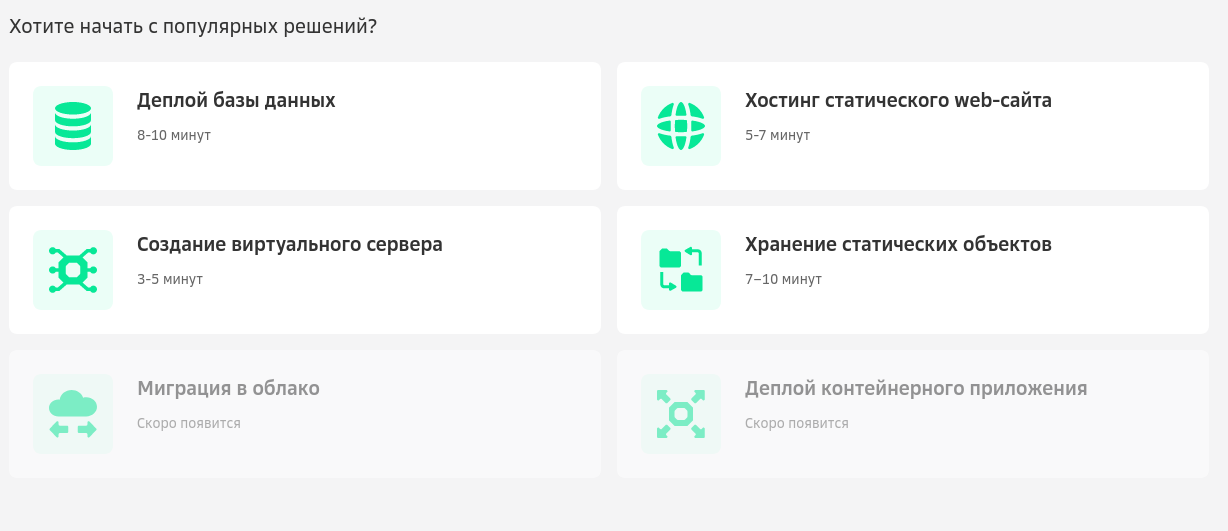 Хотите начать с популярных решений?
Деплой базы данных
8-10 минут
Хостинг статического web-сайта
5-7 минут
Создание виртуального сервера
3-5 минут
Хранение статических объектов
7–10 минут
Миграция в облако
Скоро появится
Деплой контейнерного приложения
Скоро появится